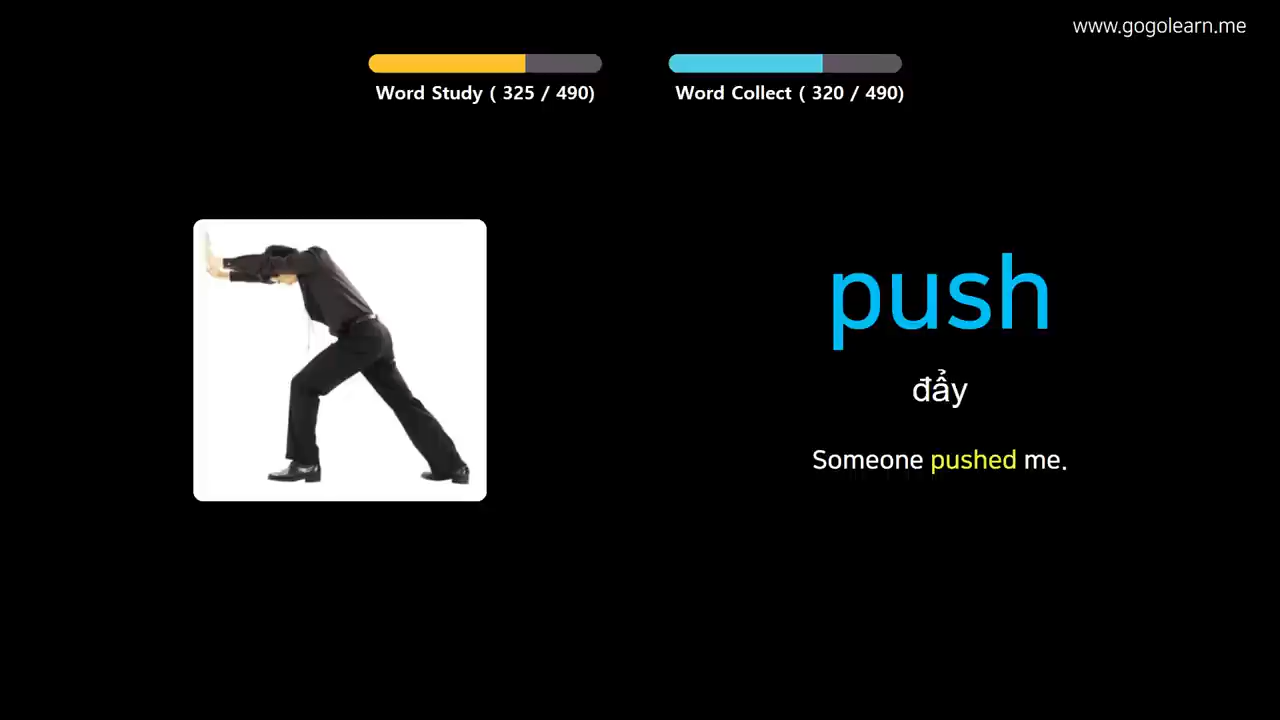 www.gogolearn.me
Word Study ( 325 / 490)
Word Collect ( 320 / 490)
push
đẩy
Someone pushed me.